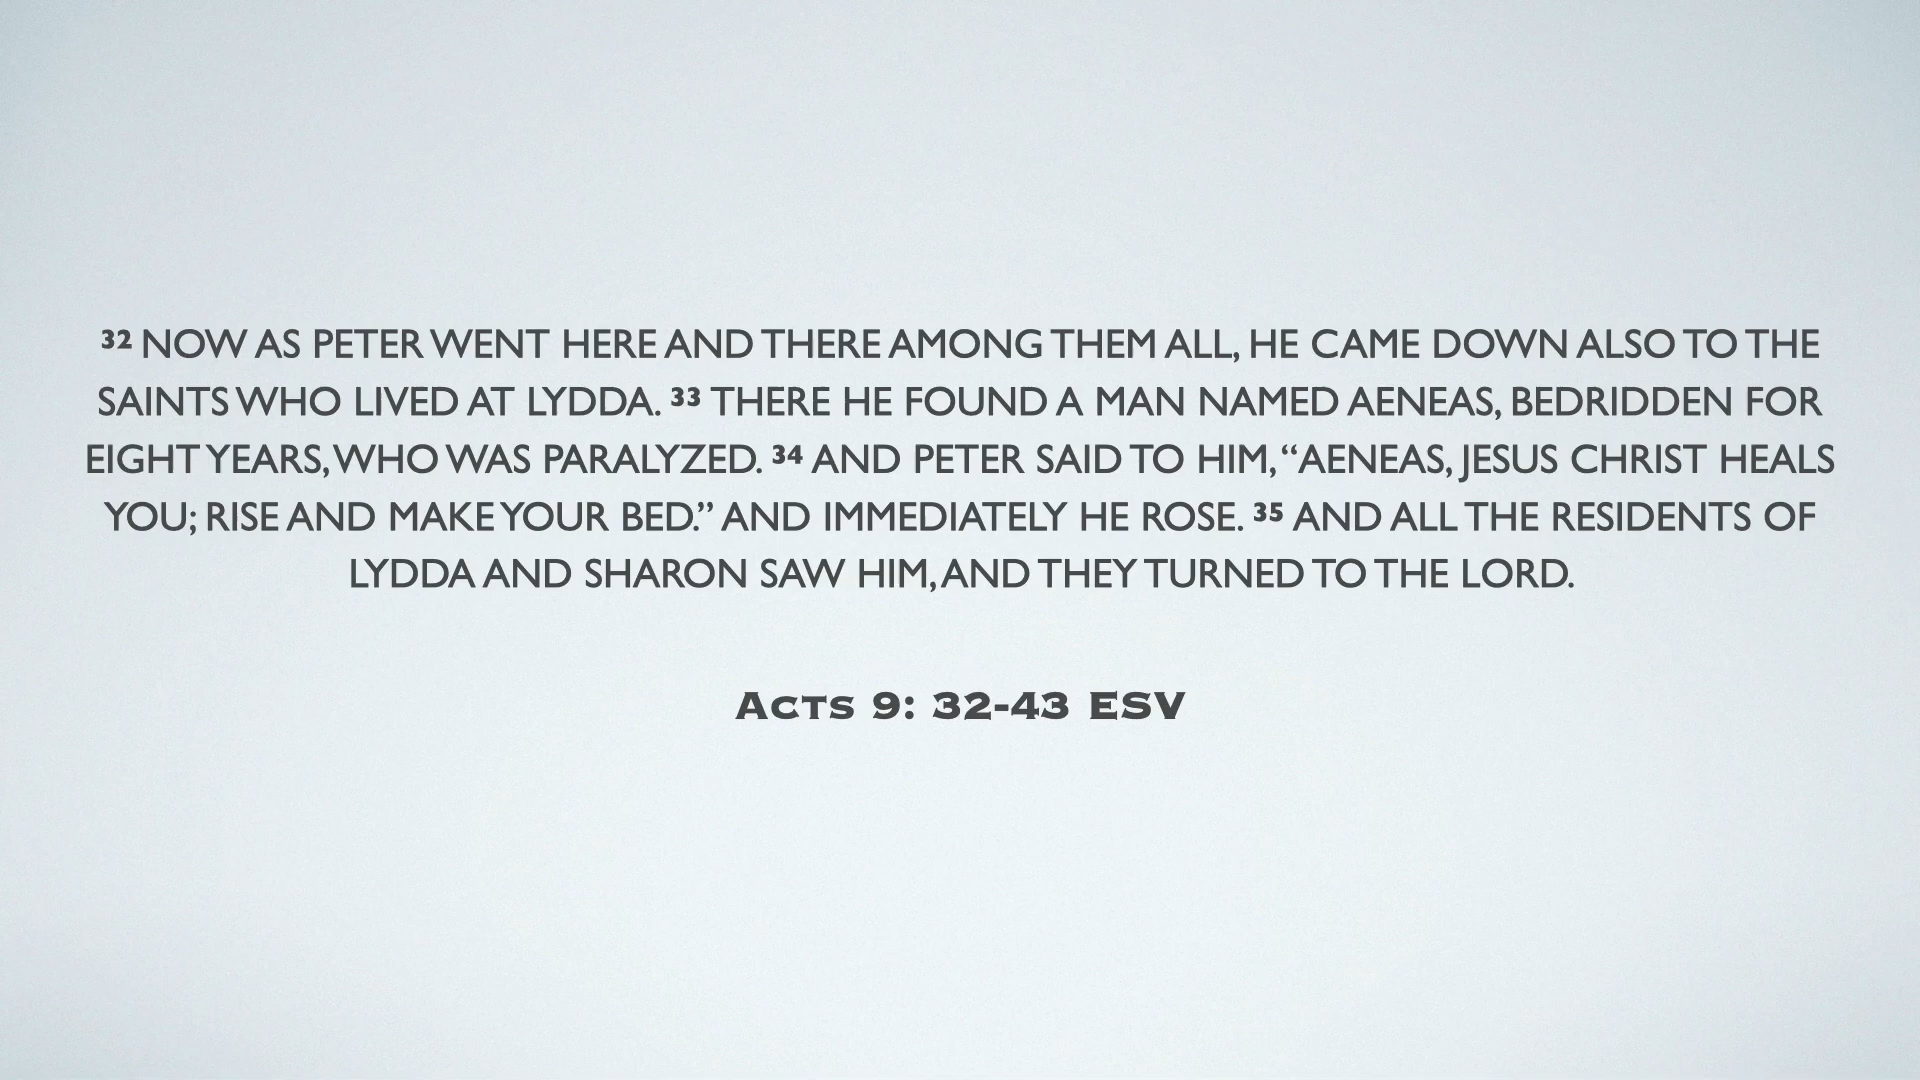 ³² NOW AS PETER WENT HERE AND THERE AMONG THEM ALL, HE CAME DOWN ALSO TO THE
SAINTS WHO LIVED AT LYDDA. ³³ THERE HE FOUND A MAN NAMED AENEAS, BEDRIDDEN FOR
EIGHT YEARS, WHO WAS PARALYZED. ³⁴ AND PETER SAID TO HIM, “AENEAS, JESUS CHRIST HEALS
YOU; RISE AND MAKE YOUR BED.” AND IMMEDIATELY HE ROSE. ³⁵ AND ALL THE RESIDENTS OF
LYDDA AND SHARON SAW HIM, AND THEY TURNED TO THE LORD.
Acts 9: 32-43 ESV